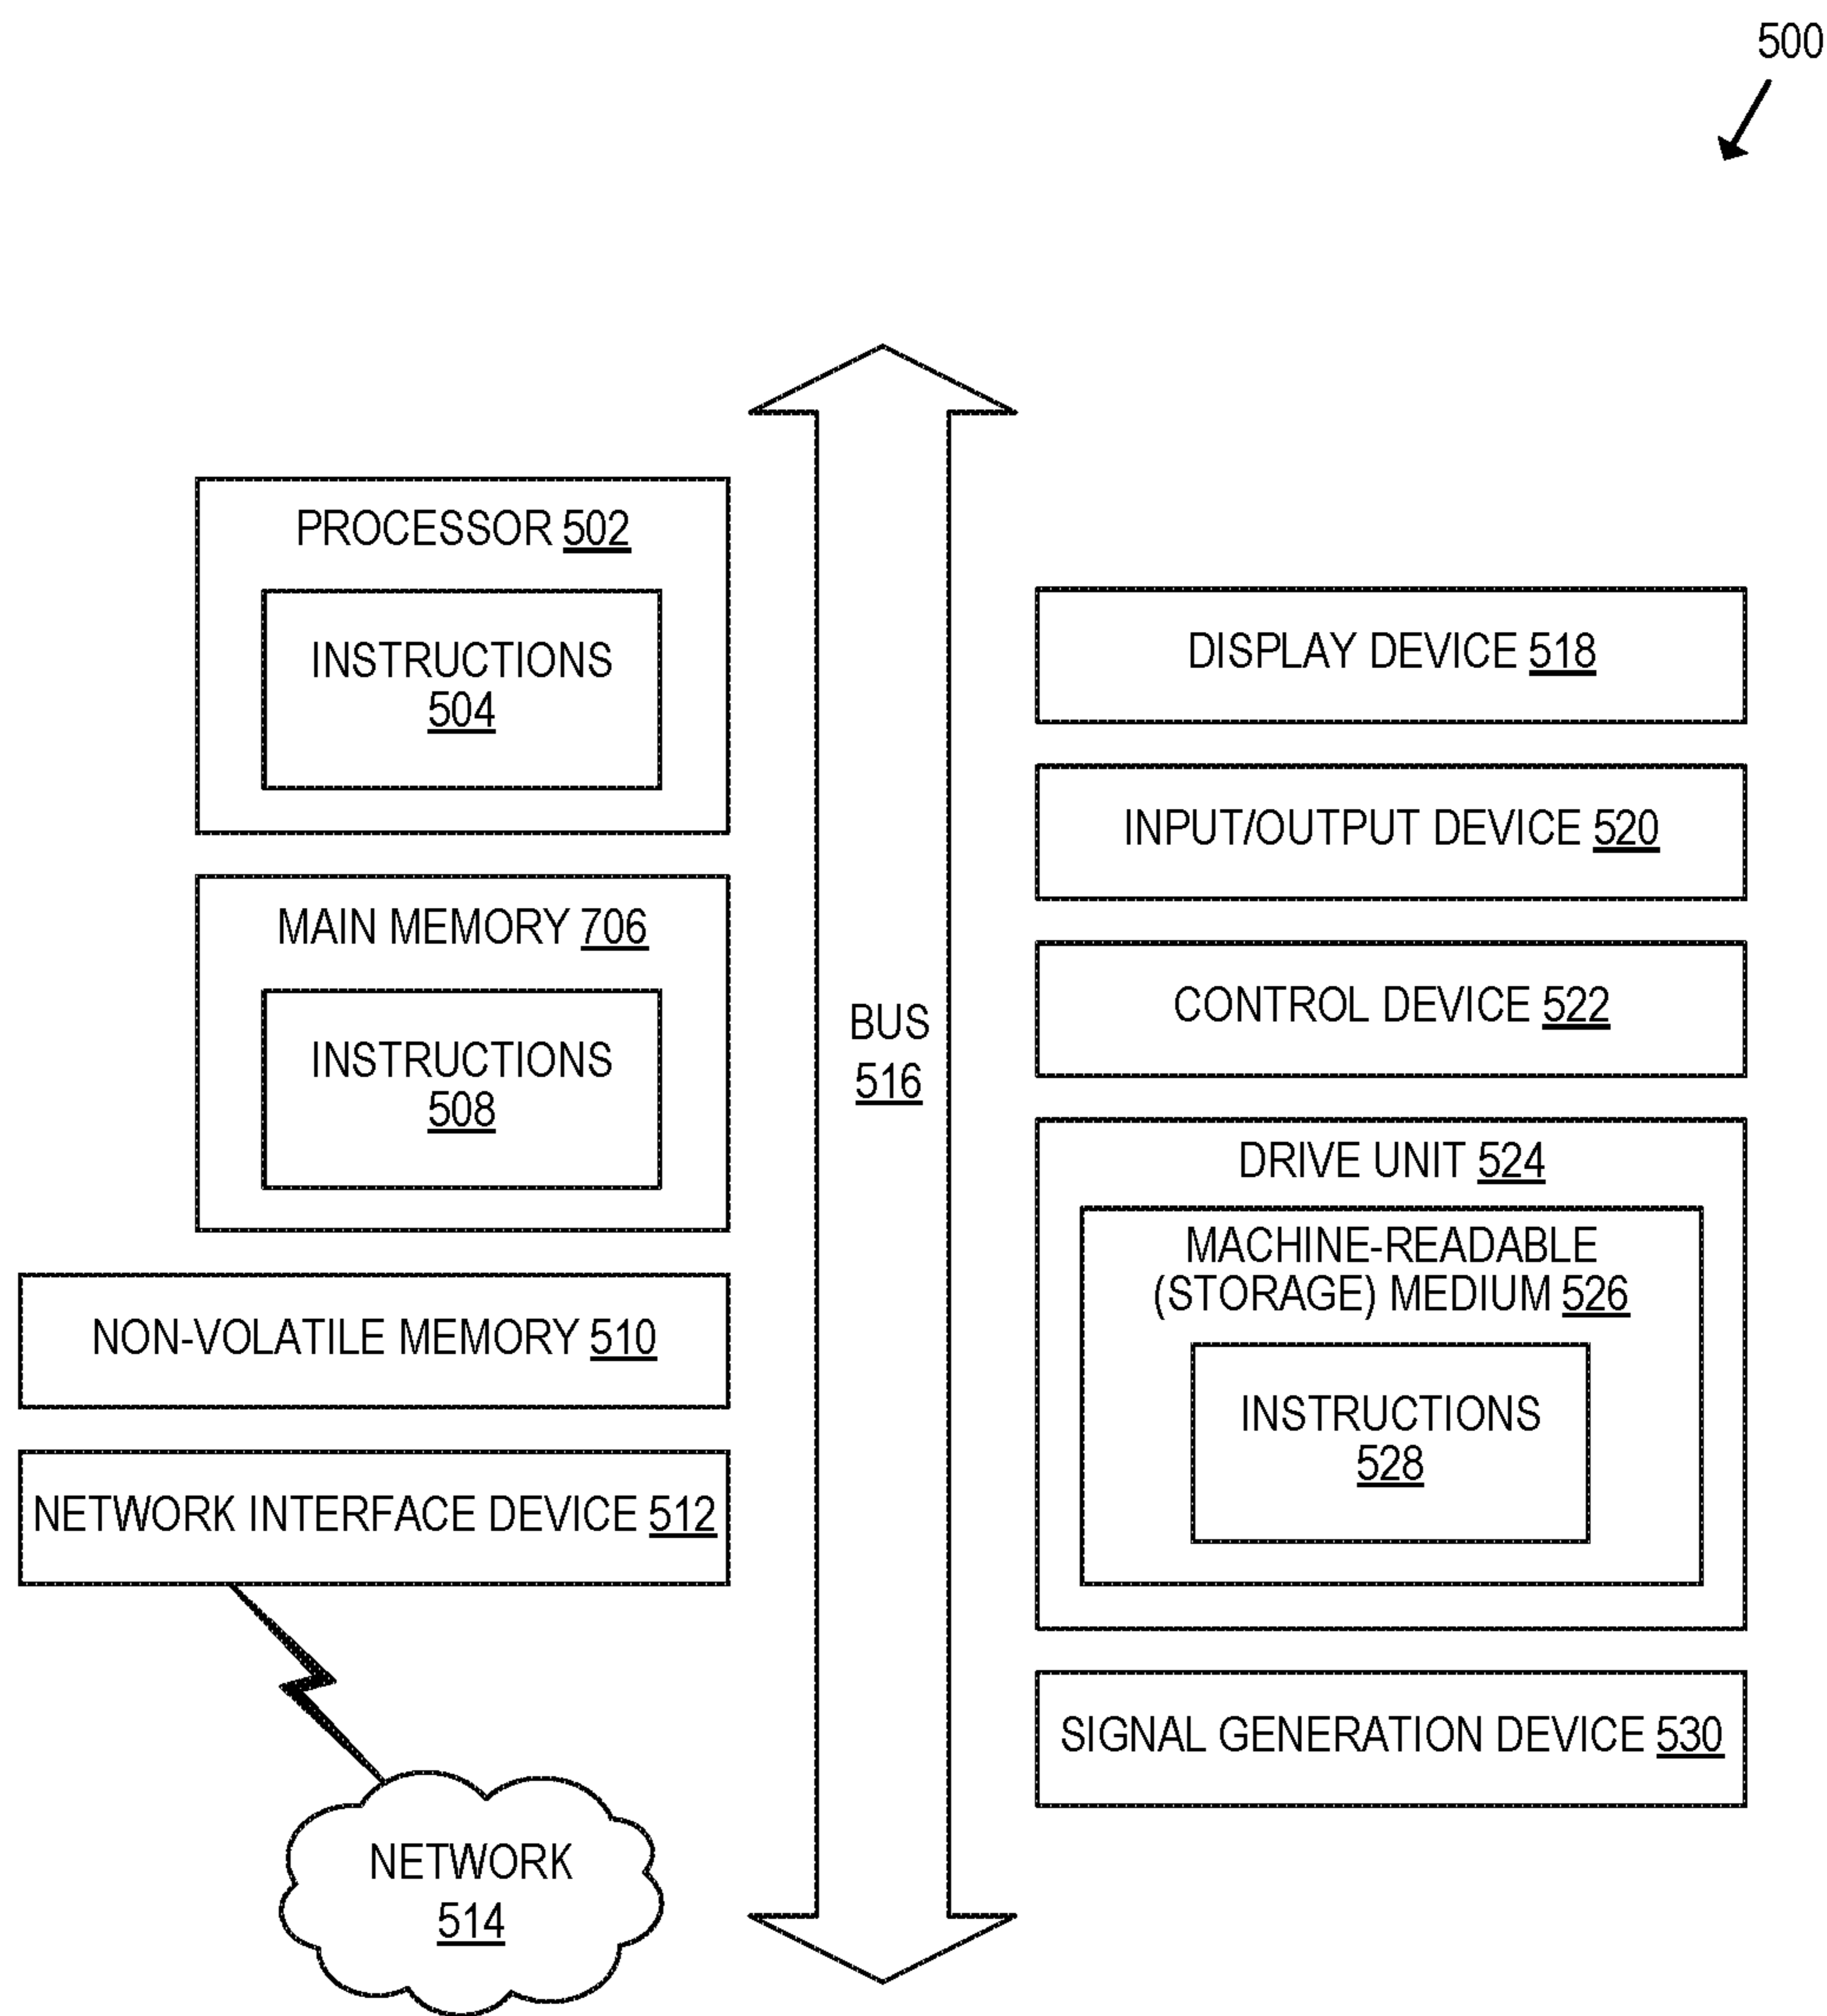 500
PROCESSOR 502
INSTRUCTIONS
504
MAIN MEMORY 706
INSTRUCTIONS
508
NON-VOLATILE MEMORY 510
NETWORK INTERFACE DEVICE 512
NETWORK
514
BUS
516
DISPLAY DEVICE 518
INPUT/OUTPUT DEVICE 520
CONTROL DEVICE 522
DRIVE UNIT 524
MACHINE-READABLE
(STORAGE) MEDIUM 526
INSTRUCTIONS
528
SIGNAL GENERATION DEVICE 530